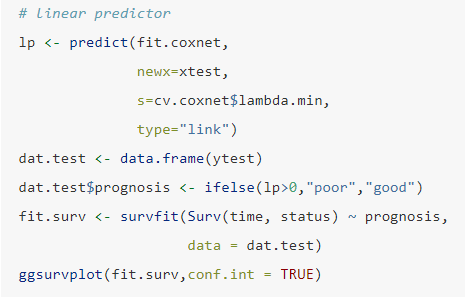 # linear predictor
lp <- predict(fit.coxnet,
              newx=xtest,
              s=cv.coxnet$lambda.min,
              type="link")
dat.test <- data.frame(ytest)
dat.test$prognosis <- ifelse(lp>0,"poor","good")
fit.surv <- survfit(Surv(time, status) ~ prognosis,
                    data = dat.test)
ggsurvplot(fit.surv,conf.int = TRUE)